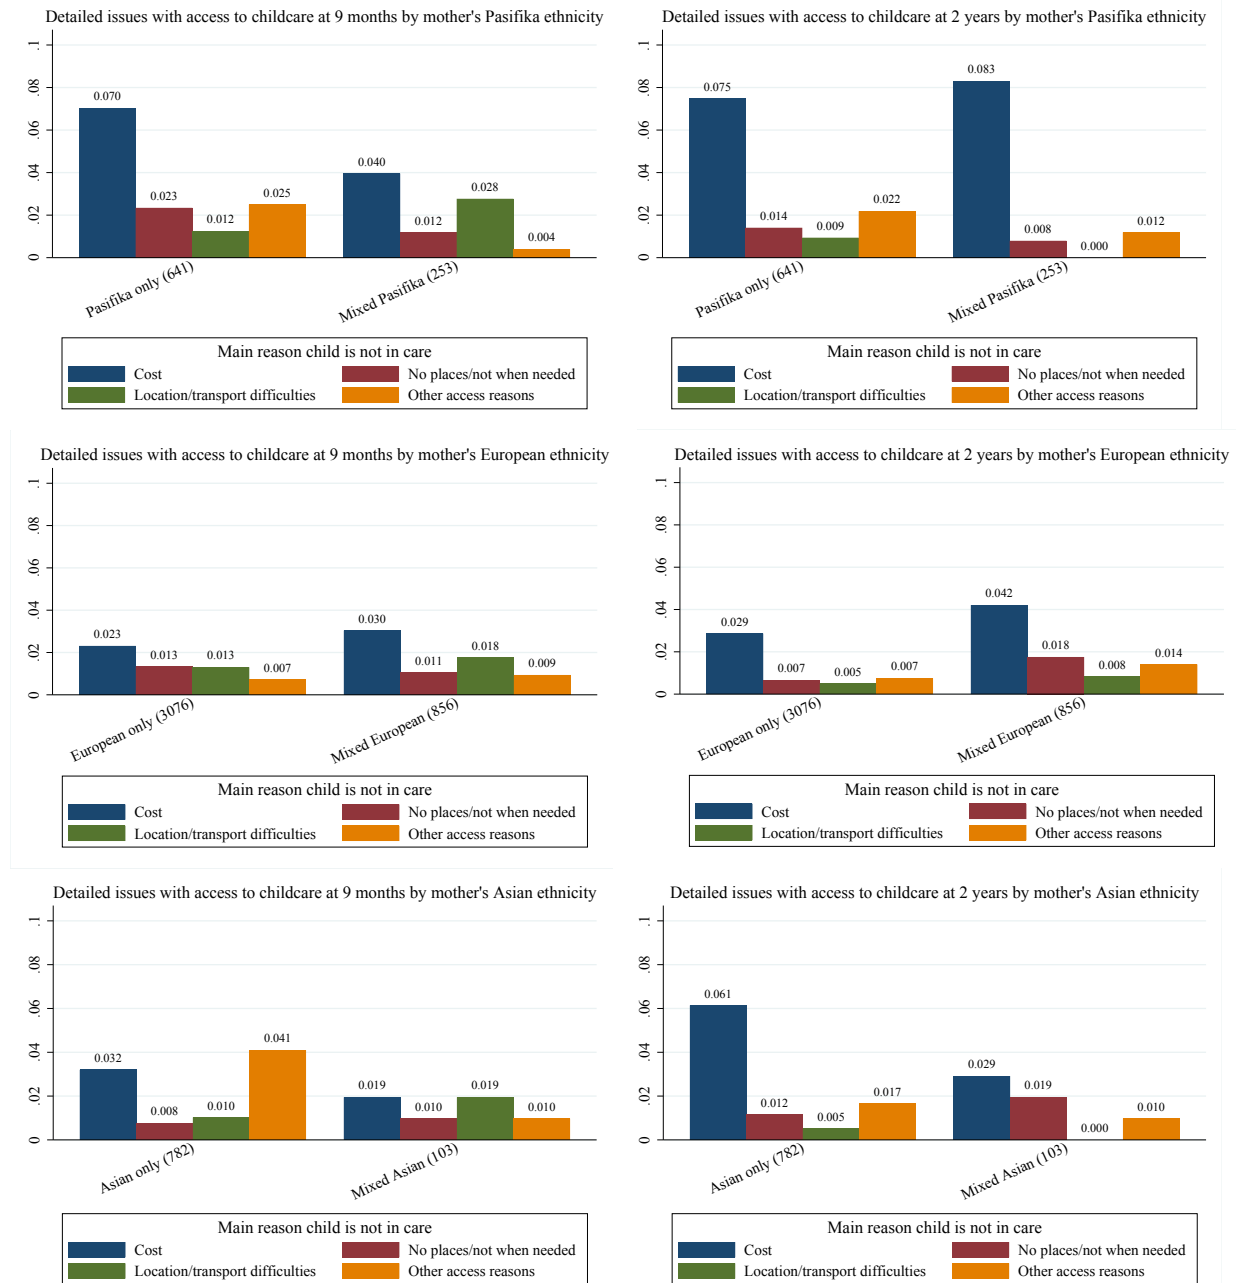 Detailed issues with access to childcare at 9 months by mother's Pasifika ethnicity
.1
.08
.06
.04
.02
0
0.070
0.023
0.012
0.025
0.040
0.012
0.028
0.004
Pasifika only (641)
Mixed Pasifika (253)
Main reason child is not in care
Cost
No places/not when needed
Location/transport difficulties
Other access reasons
Detailed issues with access to childcare at 2 years by mother's Pasifika ethnicity
.1
.08
.06
.04
.02
0
0.075
0.014
0.009
0.022
0.083
0.008
0.000
0.012
Pasifika only (641)
Mixed Pasifika (253)
Main reason child is not in care
Cost
No places/not when needed
Location/transport difficulties
Other access reasons
Detailed issues with access to childcare at 9 months by mother's European ethnicity
.1
.08
.06
.04
.02
0
0.023
0.013
0.013
0.007
0.030
0.011
0.018
0.009
European only (3076)
Mixed European (856)
Main reason child is not in care
Cost
No places/not when needed
Location/transport difficulties
Other access reasons
Detailed issues with access to childcare at 2 years by mother's European ethnicity
.1
.08
.06
.04
.02
0
0.029
0.007
0.005
0.007
0.042
0.018
0.008
0.014
European only (3076)
Mixed European (856)
Main reason child is not in care
Cost
No places/not when needed
Location/transport difficulties
Other access reasons
Detailed issues with access to childcare at 9 months by mother's Asian ethnicity
.1
.08
.06
.04
.02
0
0.032
0.008
0.010
0.041
0.019
0.010
0.019
0.010
Asian only (782)
Mixed Asian (103)
Main reason child is not in care
Cost
No places/not when needed
Location/transport difficulties
Other access reasons
Detailed issues with access to childcare at 2 years by mother's Asian ethnicity
.1
.08
.06
.04
.02
0
0.061
0.012
0.005
0.017
0.029
0.019
0.000
0.010
Asian only (782)
Mixed Asian (103)
Main reason child is not in care
Cost
No places/not when needed
Location/transport difficulties
Other access reasons